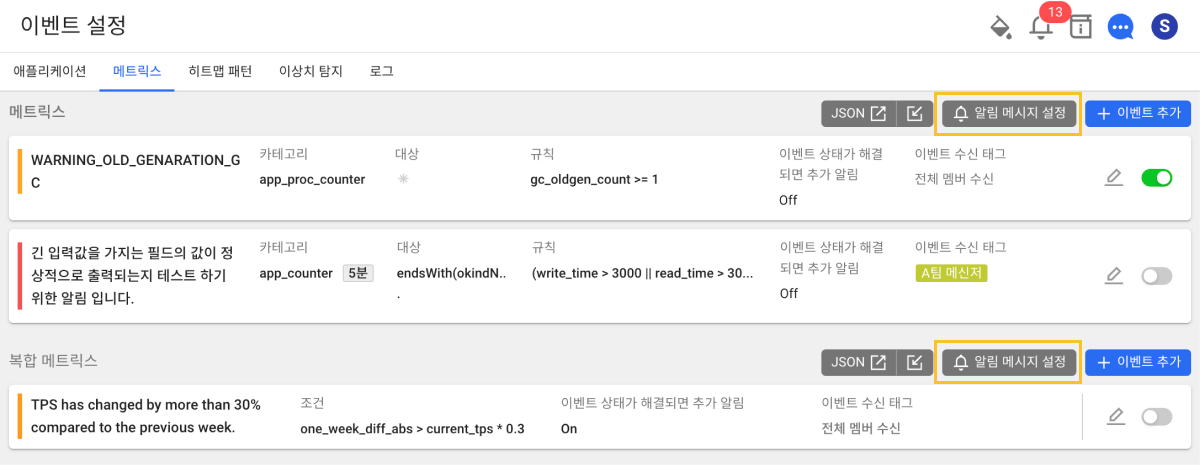 이벤트 설정
13
S
애플리케이션 메트릭스 히트맵 패턴 이상치 탐지 로그
메트릭스
JSON
알림 메시지 설정
+ 이벤트 추가
WARNING_OLD_GENARATION_G
C
카테고리
app_proc_counter
대상
✳
규칙
gc_oldgen_count >= 1
이벤트 상태가 해결
되면 추가 알림
Off
이벤트 수신 태그
전체 멤버 수신
긴 입력값을 가지는 필드의 값이 정
상적으로 출력되는지 테스트 하기
위한 알림 입니다.
카테고리
app_counter 5분
대상
endsWith(okindN..
.
규칙
(write_time > 3000 || read_time > 30...
이벤트 상태가 해결
되면 추가 알림
Off
이벤트 수신 태그
A팀 메신저
복합 메트릭스
JSON
알림 메시지 설정
+ 이벤트 추가
TPS has changed by more than 30%
compared to the previous week.
조건
one_week_diff_abs > current_tps * 0.3
이벤트 상태가 해결되면 추가 알림
On
이벤트 수신 태그
전체 멤버 수신